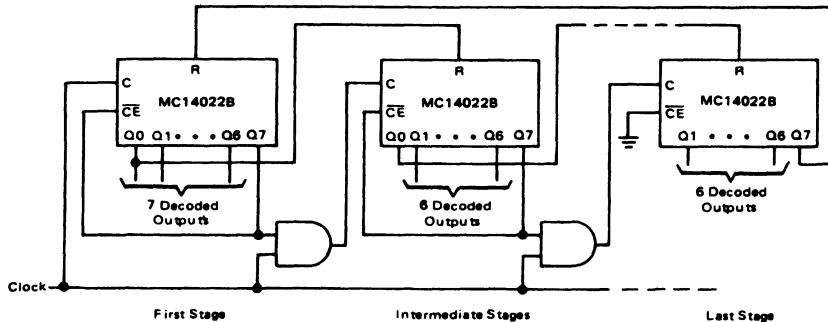 R R R
C C C
MC14022B MC14022B MC14022B
CE CE CE
Q0 Q1 • • • Q6 Q7 Q0 Q1 • • • Q6 Q7 Q1 • • • Q6 Q7
7 Decoded Outputs
6 Decoded Outputs
6 Decoded Outputs
Clock
First Stage Intermediate Stages Last Stage